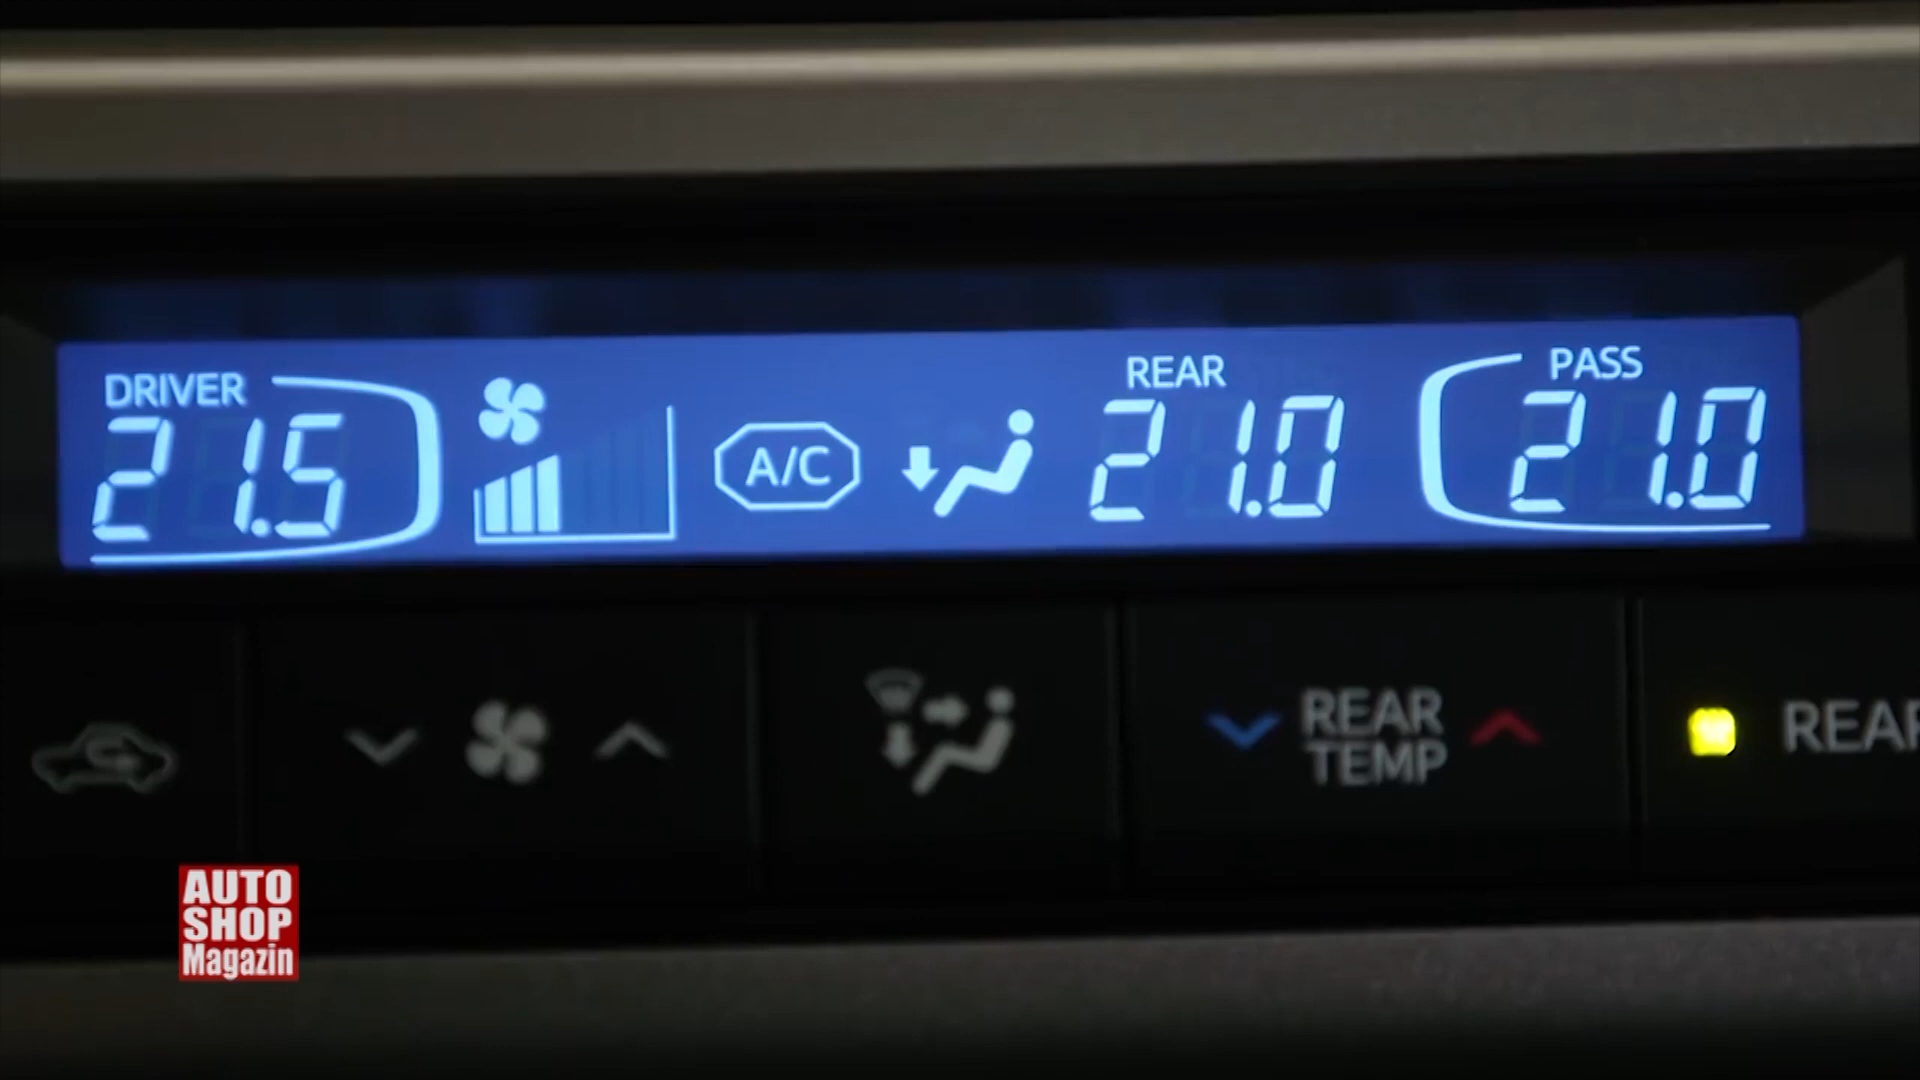 DRIVER
21.5
A/C
REAR
21.0
PASS
21.0
REAR
TEMP
REAR
AUTO
SHOP
Magazin